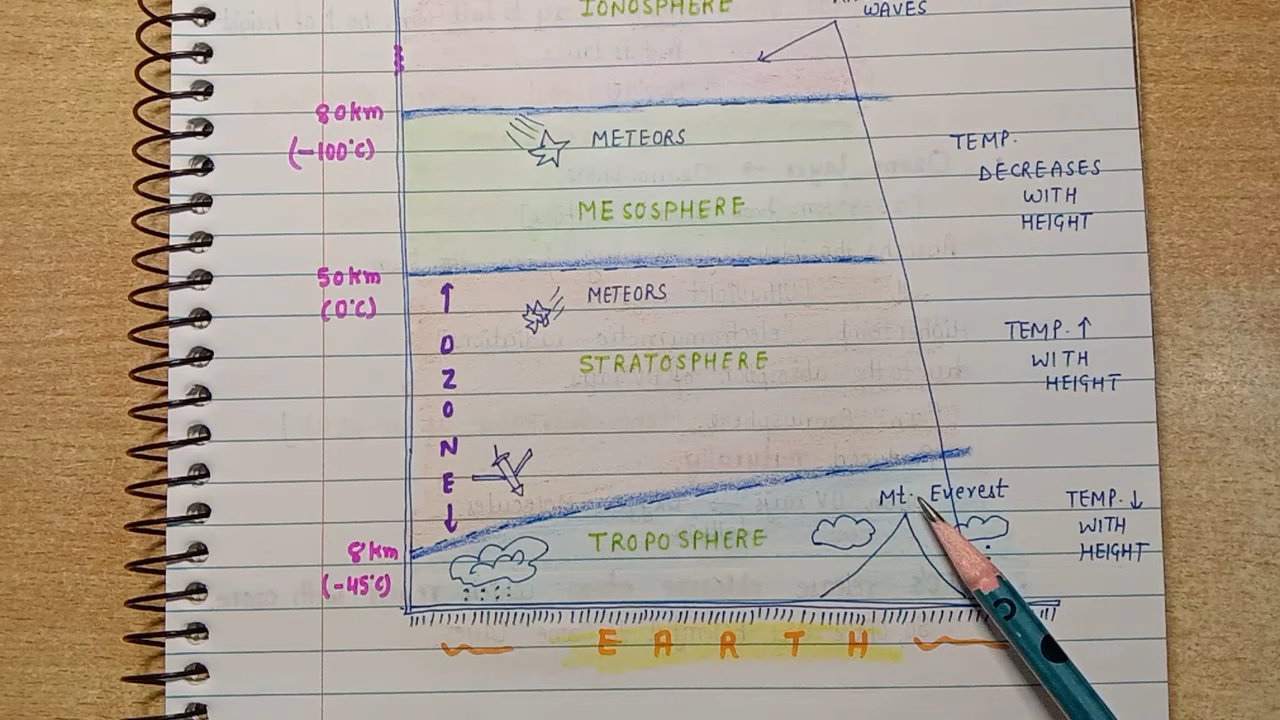 IONOSPHERE
WAVES
80km
(-100°C)
METEORS
MESOSPHERE
TEMP.
DECREASES
WITH
HEIGHT
50km
(0°C)
METEORS
STRATOSPHERE
OZONE
TEMP.↑
WITH
HEIGHT
Mt. Everest
TEMP.↓
WITH
HEIGHT
8km
(-45°C)
TROPOSPHERE
EARTH